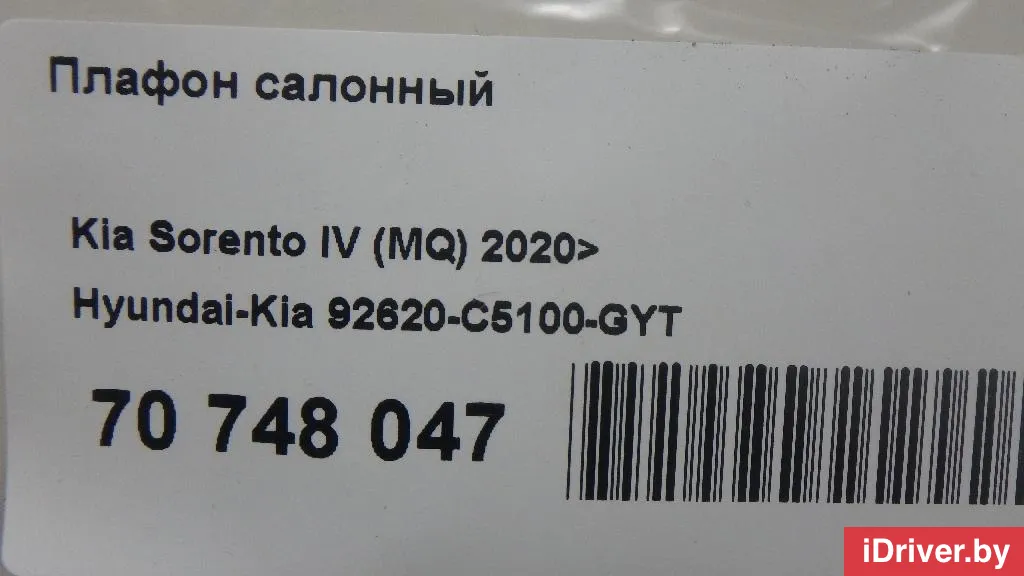 Плафон салонный
Kia Sorento IV (MQ) 2020>
Hyundai-Kia 92620-C5100-GYT
70 748 047
iDriver.by